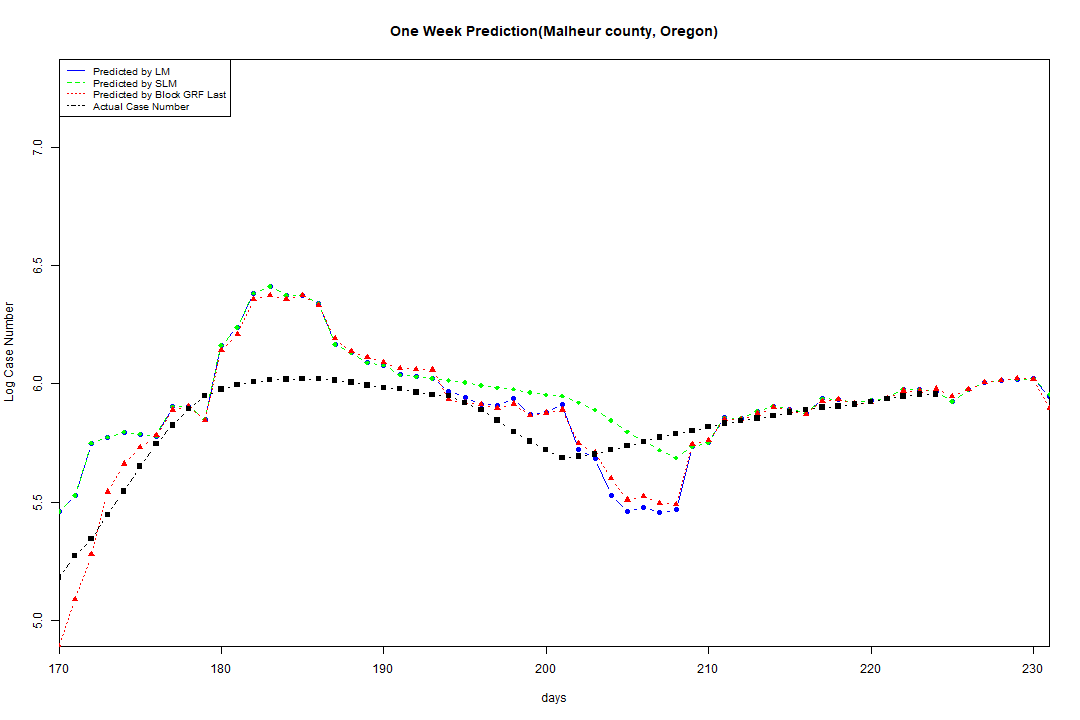 One Week Prediction(Malheur county, Oregon)
Predicted by LM
Predicted by SLM
Predicted by Block GRF Last
Actual Case Number
Log Case Number
7.0
6.5
6.0
5.5
5.0
170 180 190 200 210 220 230
days